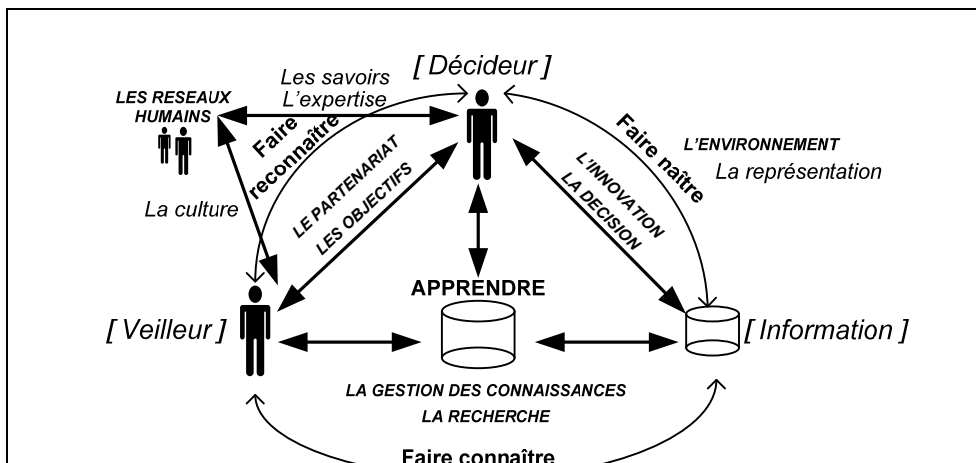 [ Décideur ]
Les savoirs
L'expertise
LES RESEAUX
HUMAINS
Faire
reconnaître
Faire naître
L'ENVIRONNEMENT
La représentation
LE PARTENARIAT
LES OBJECTIFS
L'INNOVATION
LA DECISION
La culture
APPRENDRE
[ Veilleur ]
[ Information ]
LA GESTION DES CONNAISSANCES
LA RECHERCHE
Faire connaître